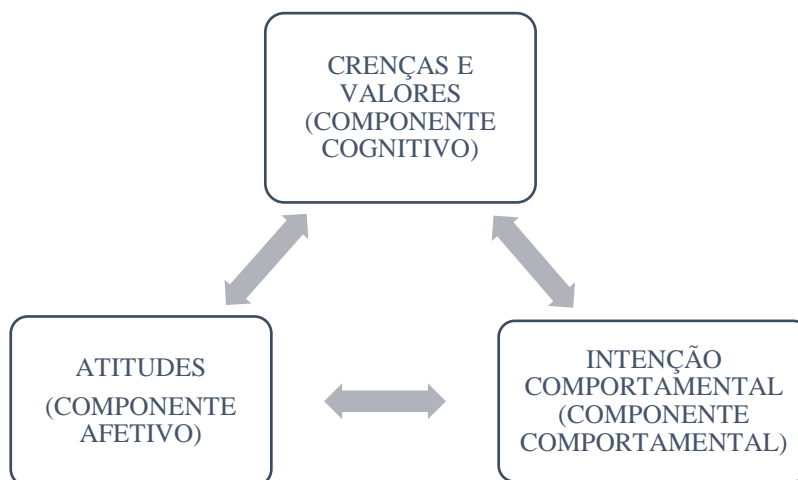 CRENÇAS E
VALORES
(COMPONENTE
COGNITIVO)
ATITUDES
(COMPONENTE
AFETIVO)
INTENÇÃO
COMPORTAMENTAL
(COMPONENTE
COMPORTAMENTAL)